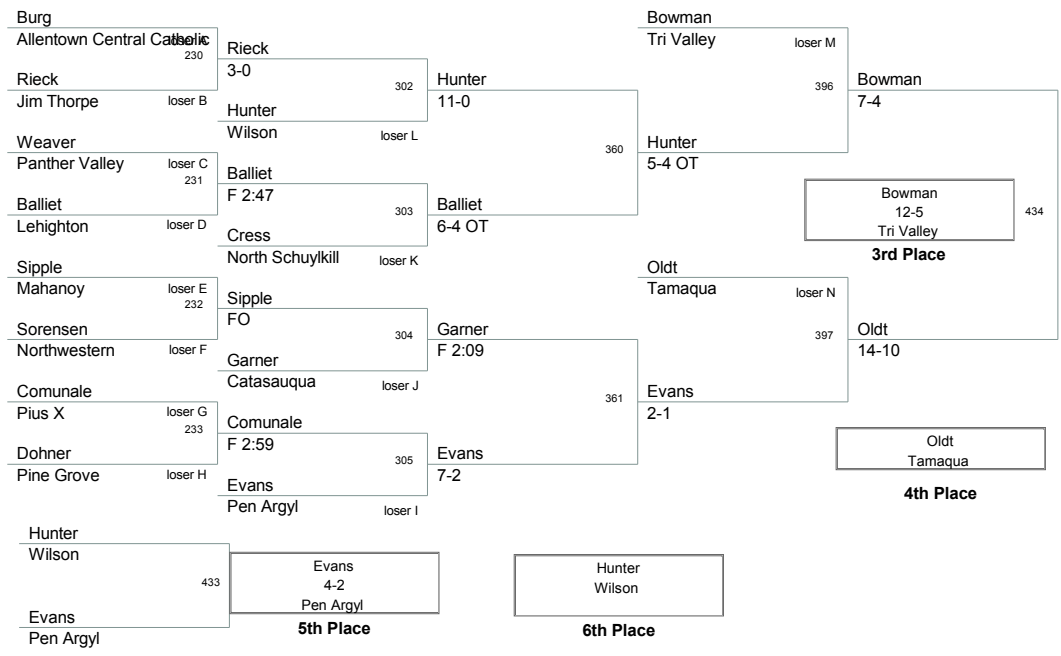 Burg
Allentown Central Catholic
loser A
230
Rieck
Jim Thorpe
loser B
Weaver
Panther Valley
loser C
231
Balliet
Lehighton
loser D
Sipple
Mahanoy
loser E
232
Sorensen
Northwestern
loser F
Comunale
Pius X
loser G
233
Dohner
Pine Grove
loser H
Rieck
3-0
302
Hunter
Wilson
loser L
Balliet
F 2:47
303
Cress
North Schuylkill
loser K
Sipple
FO
304
Garner
Catasauqua
loser J
Comunale
F 2:59
305
Evans
Pen Argyl
loser I
Hunter
11-0
360
Balliet
6-4 OT
Garner
F 2:09
361
Evans
7-2
Bowman
Tri Valley
loser M
396
Hunter
5-4 OT
Oldt
Tamaqua
loser N
397
Evans
2-1
Bowman
7-4
434
Oldt
14-10
Bowman
12-5
Tri Valley
3rd Place
Oldt
Tamaqua
4th Place
Hunter
Wilson
433
Evans
Pen Argyl
Evans
4-2
Pen Argyl
5th Place
Hunter
Wilson
6th Place